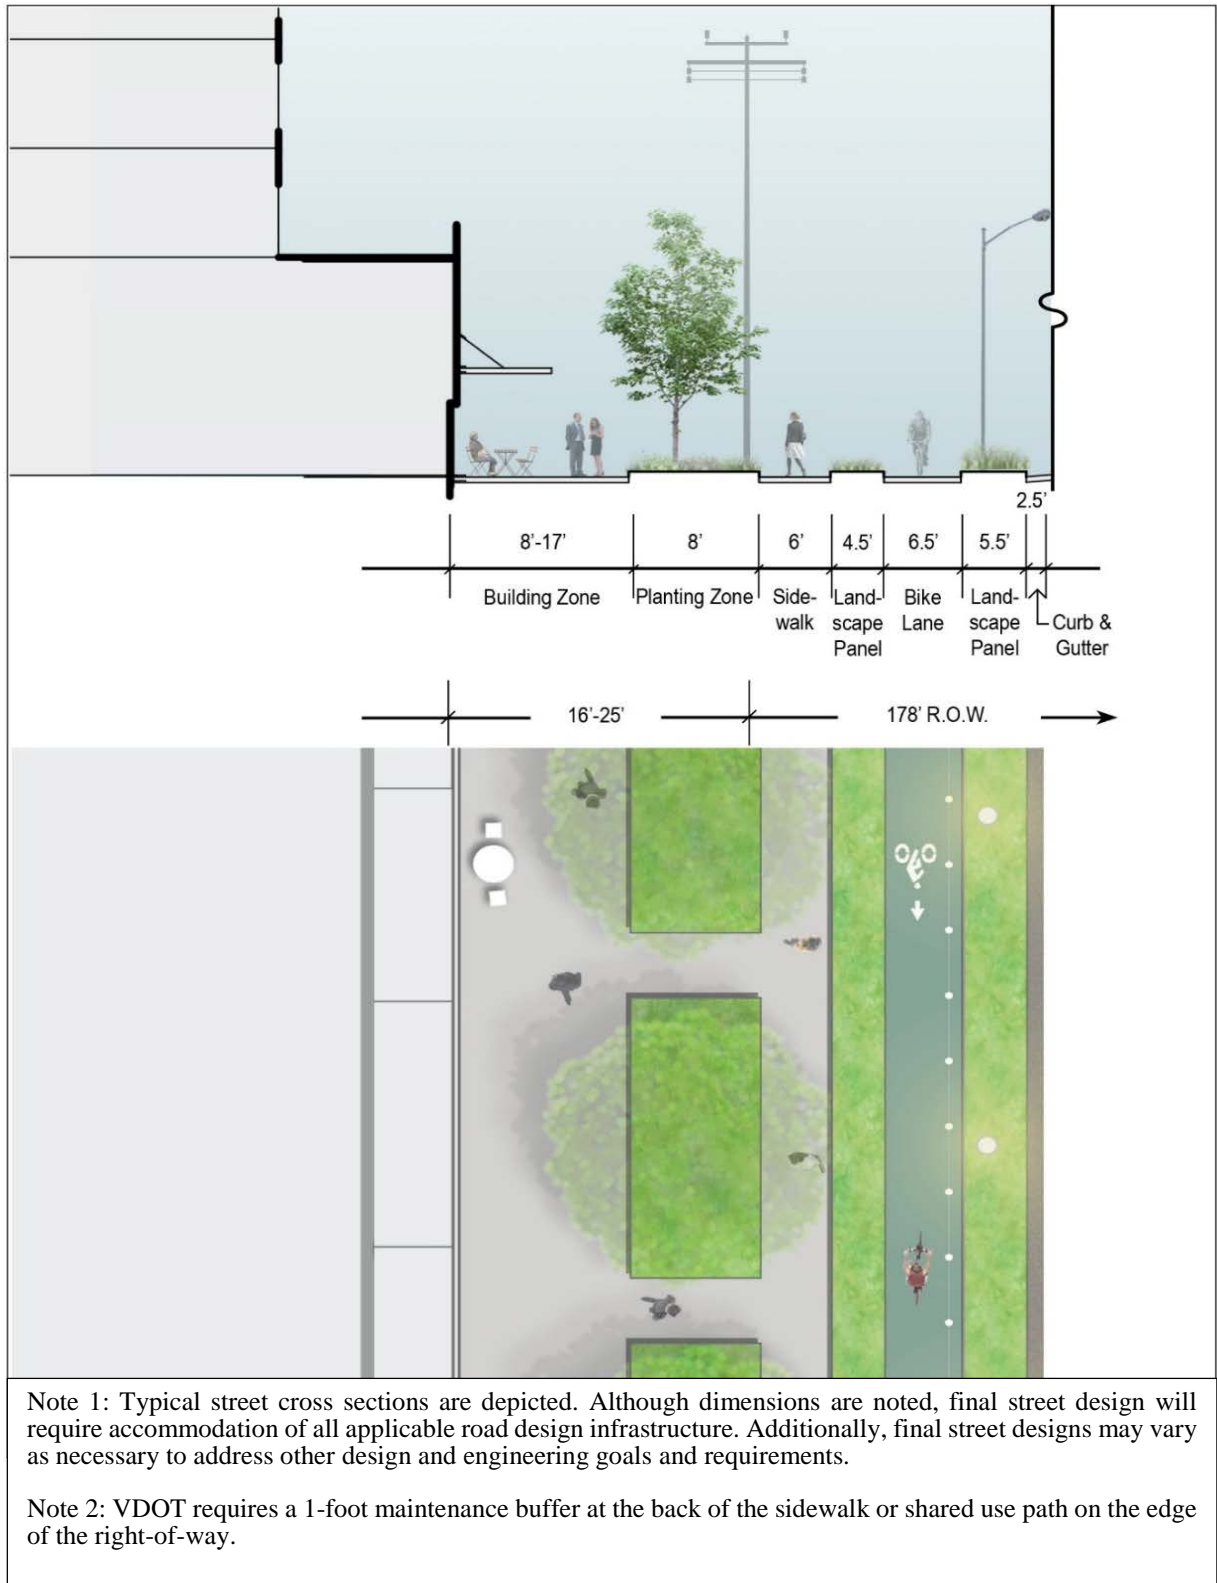 2.5'
8'-17'
8'
6'
4.5'
6.5'
5.5'
Building Zone
Planting Zone
Side-
walk
Land-
scape
Panel
Bike
Lane
Land-
scape
Panel
Curb &
Gutter
16'-25'
178' R.O.W.
Note 1: Typical street cross sections are depicted. Although dimensions are noted, final street design will
require accommodation of all applicable road design infrastructure. Additionally, final street designs may vary
as necessary to address other design and engineering goals and requirements.
Note 2: VDOT requires a 1-foot maintenance buffer at the back of the sidewalk or shared use path on the edge
of the right-of-way.